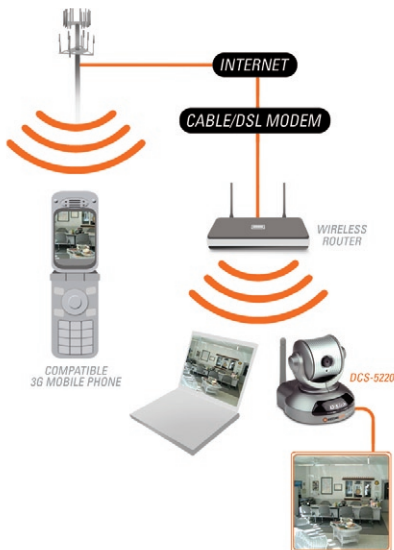 INTERNET
CABLE/DSL MODEM
WIRELESS
ROUTER
COMPATIBLE
3G MOBILE PHONE
DCS-5220